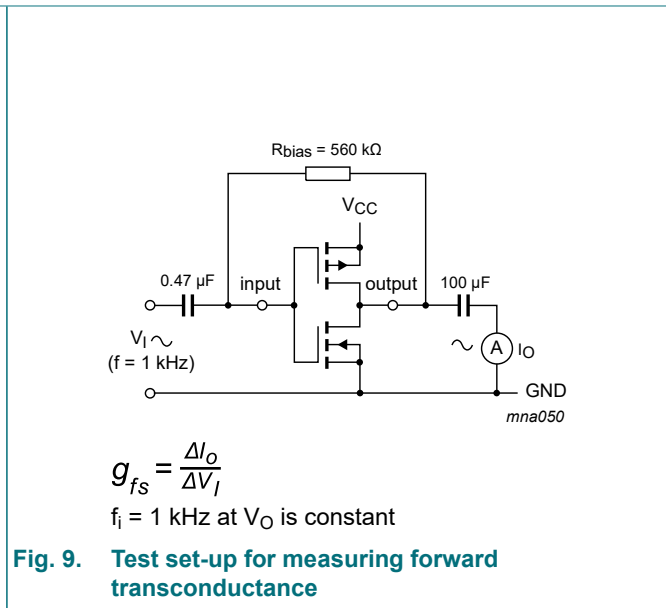 Rbias = 560 kΩ
VCC
0.47 µF
input
output
100 µF
VI
(f = 1 kHz)
A
IO
GND
mna050
gfs = ΔIo / ΔVI
fi = 1 kHz at VO is constant
Fig. 9. Test set-up for measuring forward
transconductance